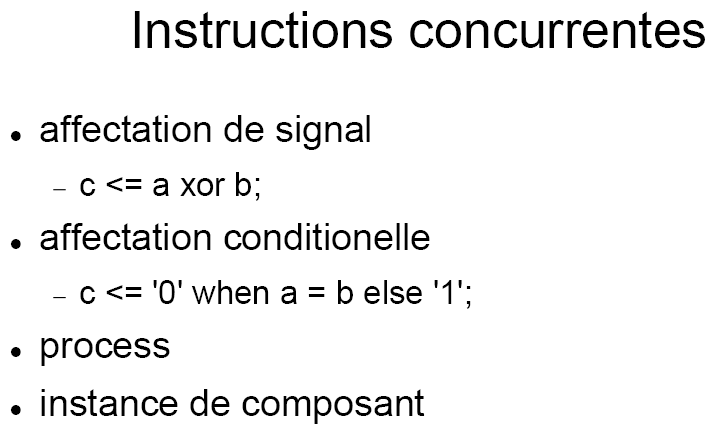 Instructions concurrentes
● affectation de signal
– c <= a xor b;
● affectation conditionelle
– c <= '0' when a = b else '1';
● process
● instance de composant